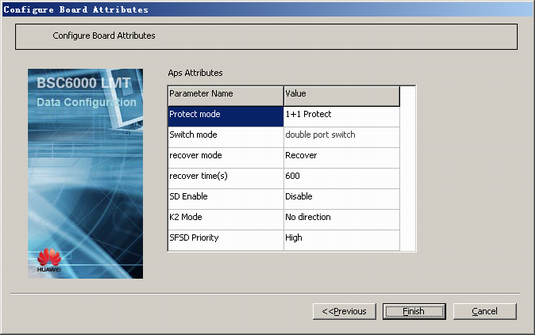 Configure Board Attributes
Configure Board Attributes
BSC6000 LMT
Data Configuration
HUAWEI
Aps Attributes
Parameter Name Value
Protect mode 1+1 Protect
Switch mode double port switch
recover mode Recover
recover time(s) 600
SD Enable Disable
K2 Mode No direction
SFSD Priority High
<<Previous Finish Cancel